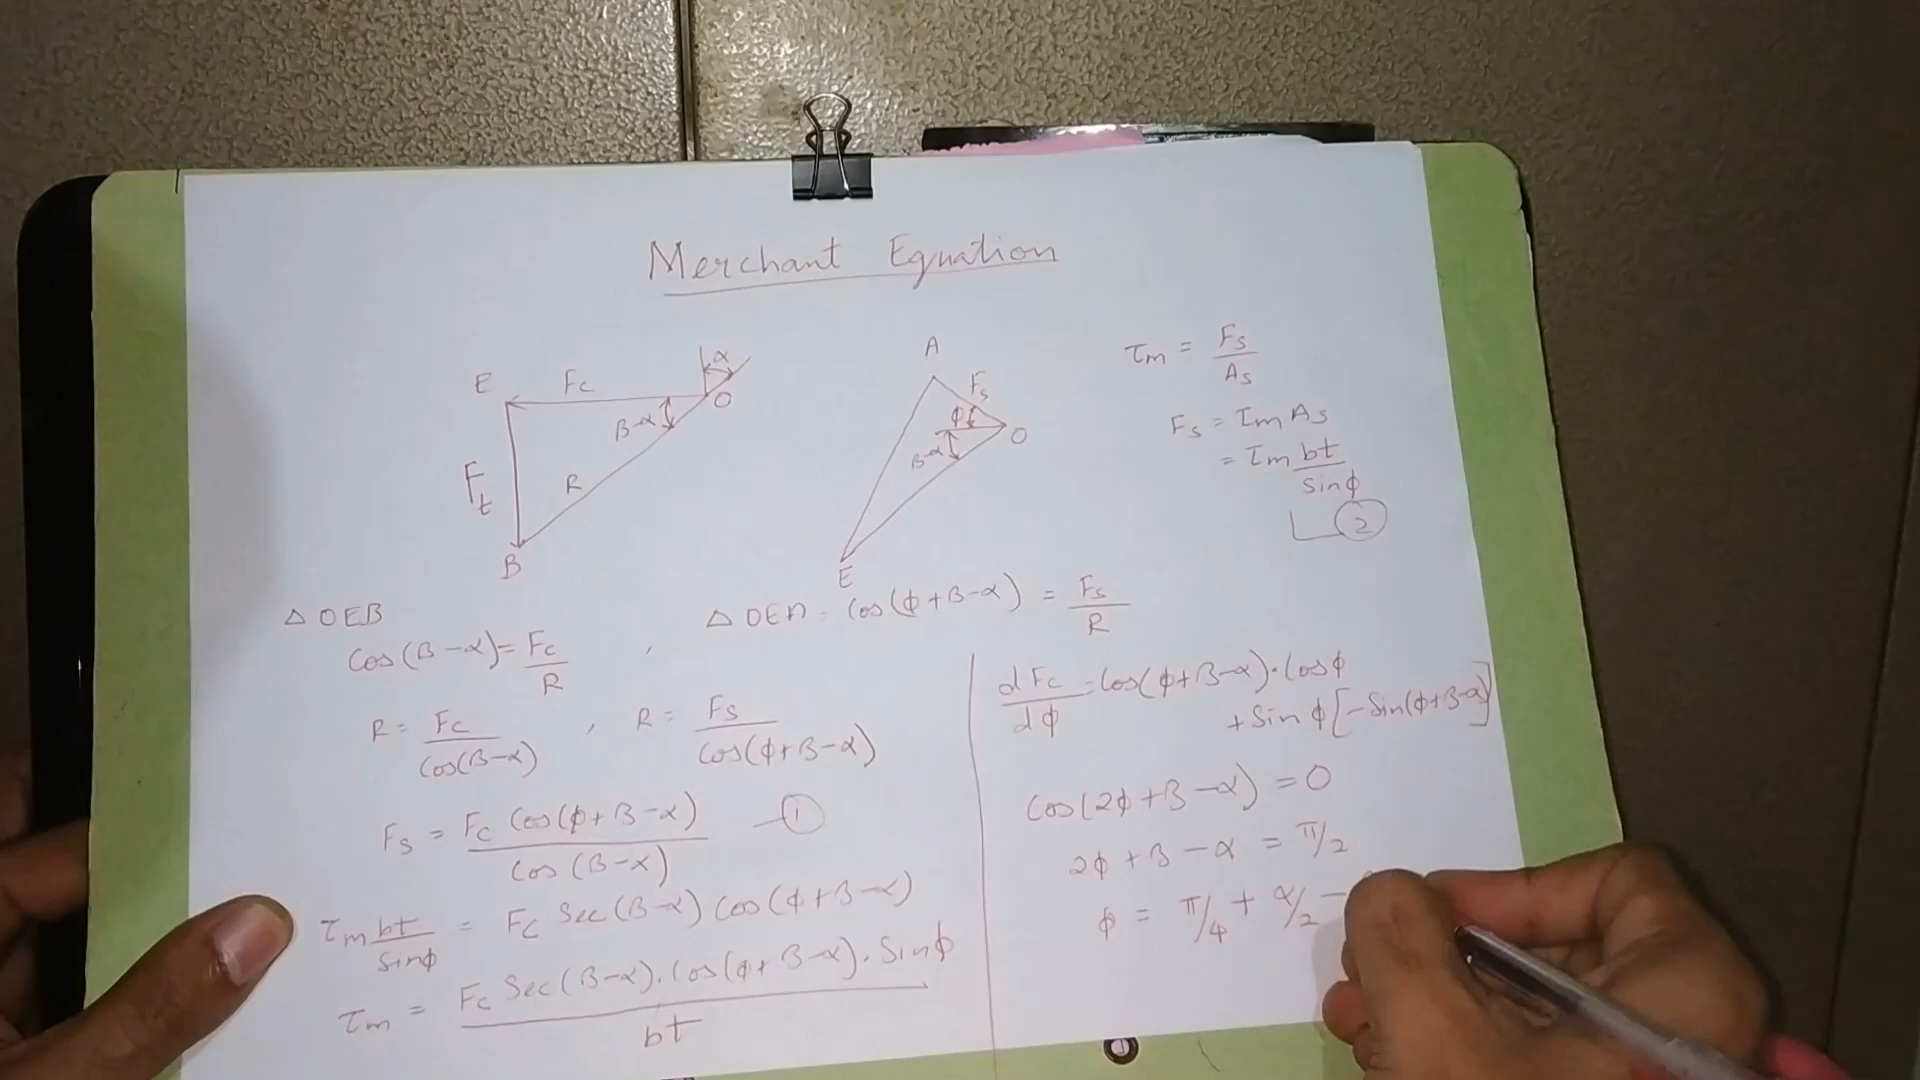 Merchant Equation
E Fc α O
β-α
Ft R
B
A
Fs
φ
O
β-α
E
τm = Fs/As
Fs = τm As
= τm bt/sinφ
2
△ OEB
cos(β-α) = Fc/R ,
△ OEA - cos(φ+β-α) = Fs/R
R = Fc/cos(β-α) , R = Fs/cos(φ+β-α)
Fs = Fc cos(φ+β-α)/cos(β-α) — 1
τm bt/sinφ = Fc Sec(β-α) cos(φ+β-α)
τm = Fc Sec(β-α).cos(φ+β-α).sinφ/bt
dFc/dφ = cos(φ+β-α)·cosφ
+ sinφ[-sin(φ+β-α)]
cos(2φ+β-α) = 0
2φ+β-α = π/2
φ = π/4 + α/2 -